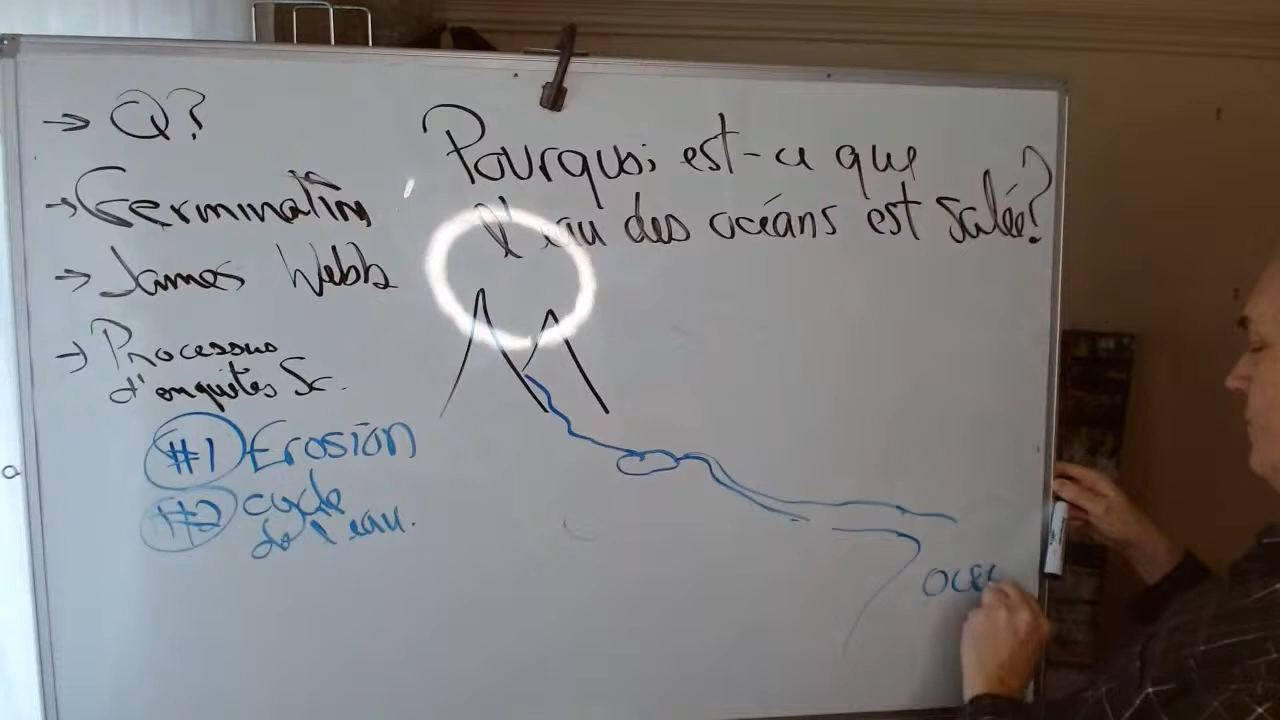 → Q?
→ Germination
→ James Webb
→ Processus
d'enquêtes Sc.
#1 Erosion
#2 cycle
de l'eau.
Pourquoi est-ce que
l'eau des océans est salée?
océ